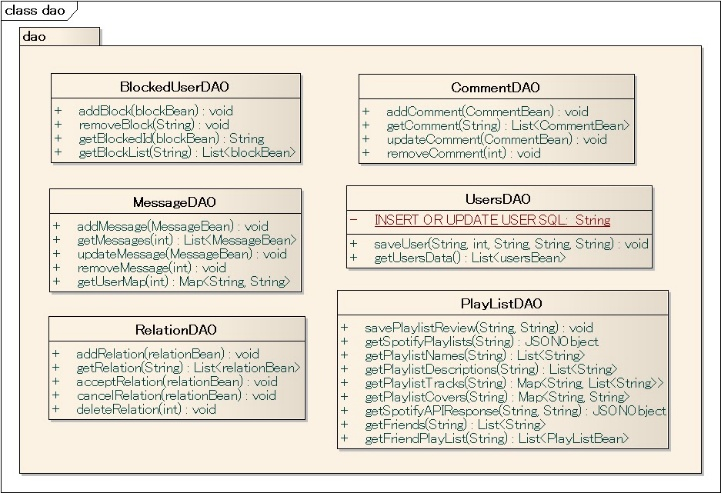 class dao
dao
BlockedUserDAO
+ addBlock(blockBean) : void
+ removeBlock(String) : void
+ getBlockedId(blockBean) : String
+ getBlockList(String) : List<blockBean>
CommentDAO
+ addComment(CommentBean) : void
+ getComment(String) : List<CommentBean>
+ updateComment(CommentBean) : void
+ removeComment(int) : void
MessageDAO
+ addMessage(MessageBean) : void
+ getMessages(int) : List<MessageBean>
+ updateMessage(MessageBean) : void
+ removeMessage(int) : void
+ getUserMap(int) : Map<String, String>
UsersDAO
- INSERT OR UPDATE USER SQL: String
+ saveUser(String, int, String, String, String) : void
+ getUsersData() : List<usersBean>
RelationDAO
+ addRelation(relationBean) : void
+ getRelation(String) : List<relationBean>
+ acceptRelation(relationBean) : void
+ cancelRelation(relationBean) : void
+ deleteRelation(int) : void
PlayListDAO
+ savePlaylistReview(String, String) : void
+ getSpotifyPlaylists(String) : JSONObject
+ getPlaylistNames(String) : List<String>
+ getPlaylistDescriptions(String) : List<String>
+ getPlaylistTracks(String) : Map<String, List<String>>
+ getPlaylistCovers(String) : Map<String, String>
+ getSpotifyAPIResponse(String, String) : JSONObject
+ getFriends(String) : List<String>
+ getFriendPlayList(String) : List<PlayListBean>